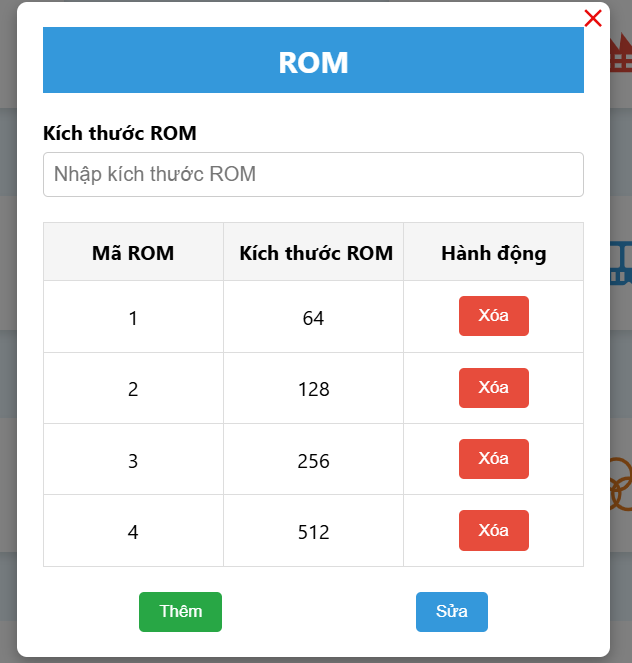 ROM
Kích thước ROM
Nhập kích thước ROM
Mã ROM Kích thước ROM Hành động
1 64 Xóa
2 128 Xóa
3 256 Xóa
4 512 Xóa
Thêm Sửa